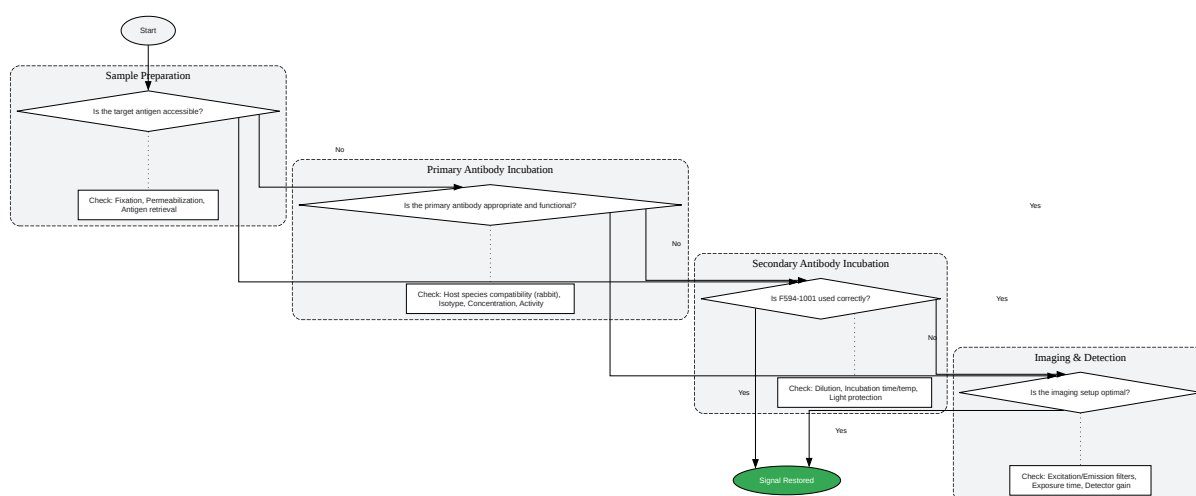 Start
Sample Preparation
Is the target antigen accessible?
Check: Fixation, Permeabilization,
Antigen retrieval
No
Primary Antibody Incubation
Is the primary antibody appropriate and functional?
Check: Host species compatibility (rabbit),
Isotype, Concentration, Activity
Yes
No
Secondary Antibody Incubation
Is F594-1001 used correctly?
Check: Dilution, Incubation time/temp,
Light protection
Yes
No
Imaging & Detection
Is the imaging setup optimal?
Check: Excitation/Emission filters,
Exposure time, Detector gain
Yes
Yes
Signal Restored